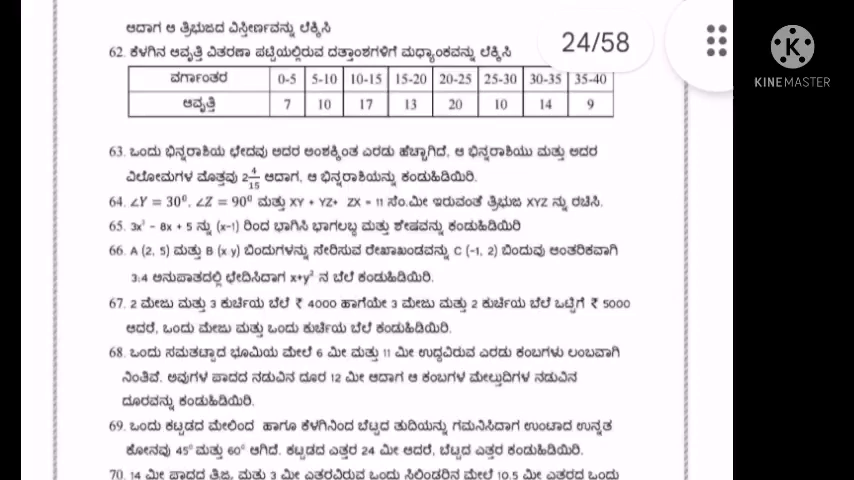 ಆದಾಗ ಆ ತ್ರಿಭುಜದ ವಿಸ್ತೀರ್ಣವನ್ನು ಲೆಕ್ಕಿಸಿ
62. ಕೆಳಗಿನ ಆವೃತ್ತಿ ವಿತರಣಾ ಪಟ್ಟಿಯಲ್ಲಿರುವ ದತ್ತಾಂಶಗಳಿಗೆ ಮಧ್ಯಾಂಕವನ್ನು ಲೆಕ್ಕಿಸಿ
24/58
K
KINEMASTER
ವರ್ಗಾಂತರ 0-5 5-10 10-15 15-20 20-25 25-30 30-35 35-40
ಆವೃತ್ತಿ 7 10 17 13 20 10 14 9
63. ಒಂದು ಭಿನ್ನರಾಶಿಯ ಛೇದವು ಅದರ ಅಂಶಕ್ಕಿಂತ ಎರಡು ಹೆಚ್ಚಾಗಿದೆ, ಆ ಭಿನ್ನರಾಶಿಯು ಮತ್ತು ಅದರ
ವಿಲೋಮಗಳ ಮೊತ್ತವು 2 4/15 ಆದಾಗ, ಆ ಭಿನ್ನರಾಶಿಯನ್ನು ಕಂಡುಹಿಡಿಯಿರಿ.
64. ∠Y = 30⁰, ∠Z = 90⁰ ಮತ್ತು XY + YZ+ ZX = 11 ಸೆಂ.ಮೀ ಇರುವಂತೆ ತ್ರಿಭುಜ XYZ ನ್ನು ರಚಿಸಿ.
65. 3x³ – 8x + 5 ನ್ನು (x-1) ರಿಂದ ಭಾಗಿಸಿ ಭಾಗಲಬ್ಧ ಮತ್ತು ಶೇಷವನ್ನು ಕಂಡುಹಿಡಿಯಿರಿ
66. A (2, 5) ಮತ್ತು B (x y) ಬಿಂದುಗಳನ್ನು ಸೇರಿಸುವ ರೇಖಾಖಂಡವನ್ನು C (-1, 2) ಬಿಂದುವು ಆಂತರಿಕವಾಗಿ
3:4 ಅನುಪಾತದಲ್ಲಿ ಛೇದಿಸಿದಾಗ x+y² ನ ಬೆಲೆ ಕಂಡುಹಿಡಿಯಿರಿ.
67. 2 ಮೇಜು ಮತ್ತು 3 ಕುರ್ಚಿಯ ಬೆಲೆ ₹ 4000 ಹಾಗೆಯೇ 3 ಮೇಜು ಮತ್ತು 2 ಕುರ್ಚಿಯ ಬೆಲೆ ಒಟ್ಟಿಗೆ ₹ 5000
ಆದರೆ, ಒಂದು ಮೇಜು ಮತ್ತು ಒಂದು ಕುರ್ಚಿಯ ಬೆಲೆ ಕಂಡುಹಿಡಿಯಿರಿ.
68. ಒಂದು ಸಮತಟ್ಟಾದ ಭೂಮಿಯ ಮೇಲೆ 6 ಮೀ ಮತ್ತು 11 ಮೀ ಉದ್ದವಿರುವ ಎರಡು ಕಂಬಗಳು ಲಂಬವಾಗಿ
ನಿಂತಿವೆ. ಅವುಗಳ ಪಾದದ ನಡುವಿನ ದೂರ 12 ಮೀ ಆದಾಗ ಆ ಕಂಬಗಳ ಮೇಲ್ತುದಿಗಳ ನಡುವಿನ
ದೂರವನ್ನು ಕಂಡುಹಿಡಿಯಿರಿ.
69. ಒಂದು ಕಟ್ಟಡದ ಮೇಲಿಂದ ಹಾಗೂ ಕೆಳಗಿನಿಂದ ಬೆಟ್ಟದ ತುದಿಯನ್ನು ಗಮನಿಸಿದಾಗ ಉಂಟಾದ ಉನ್ನತ
ಕೋನವು 45⁰ ಮತ್ತು 60⁰ ಆಗಿದೆ. ಕಟ್ಟಡದ ಎತ್ತರ 24 ಮೀ ಆದರೆ, ಬೆಟ್ಟದ ಎತ್ತರ ಕಂಡುಹಿಡಿಯಿರಿ.
70. 14 ಮೀ ಪಾದದ ತ್ರಿಜ್ಯ ಮತ್ತು 3 ಮೀ ಎತ್ತರವಿರುವ ಒಂದು ಸಿಲಿಂಡರಿನ ಮೇಲೆ 10.5 ಮೀ ಎತ್ತರದ ಒಂದು